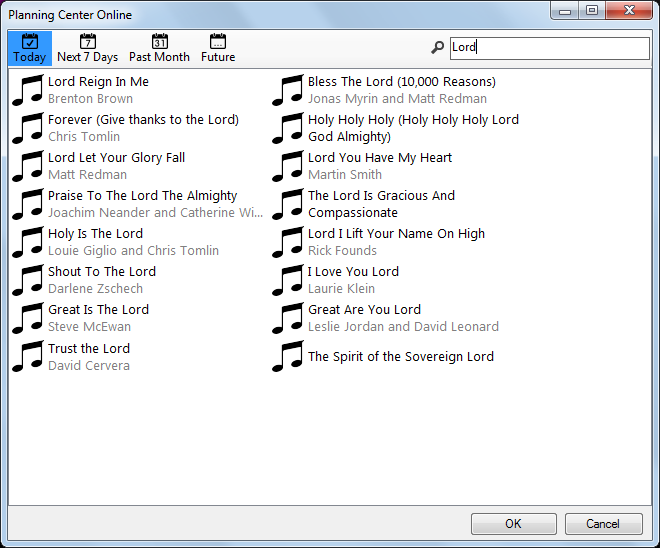 Planning Center Online
7
31
...
Today
Next 7 Days
Past Month
Future
Lord
Lord Reign In Me
Brenton Brown
Bless The Lord (10,000 Reasons)
Jonas Myrin and Matt Redman
Forever (Give thanks to the Lord)
Chris Tomlin
Holy Holy Holy (Holy Holy Holy Lord
God Almighty)
Lord Let Your Glory Fall
Matt Redman
Lord You Have My Heart
Martin Smith
Praise To The Lord The Almighty
Joachim Neander and Catherine Wi...
The Lord Is Gracious And
Compassionate
Holy Is The Lord
Louie Giglio and Chris Tomlin
Lord I Lift Your Name On High
Rick Founds
Shout To The Lord
Darlene Zschech
I Love You Lord
Laurie Klein
Great Is The Lord
Steve McEwan
Great Are You Lord
Leslie Jordan and David Leonard
Trust the Lord
David Cervera
The Spirit of the Sovereign Lord
OK
Cancel